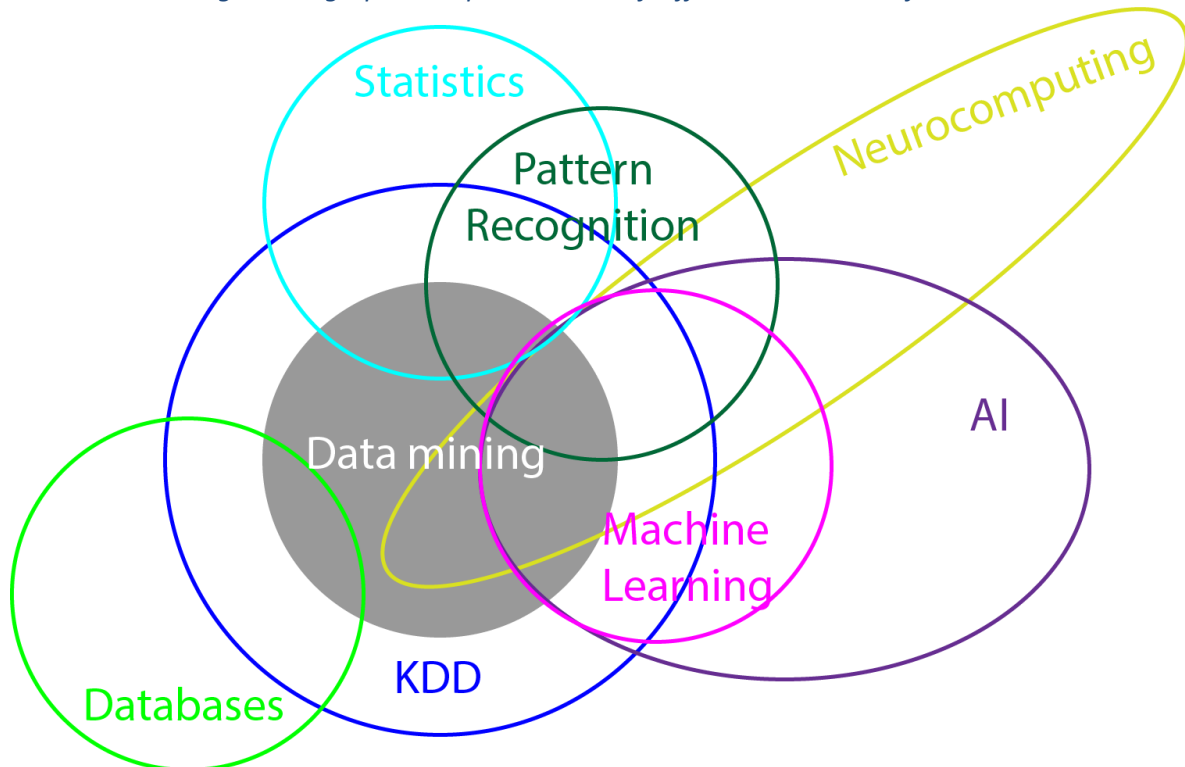 Statistics
Neurocomputing
Pattern
Recognition
AI
Data mining
Machine
Learning
KDD
Databases